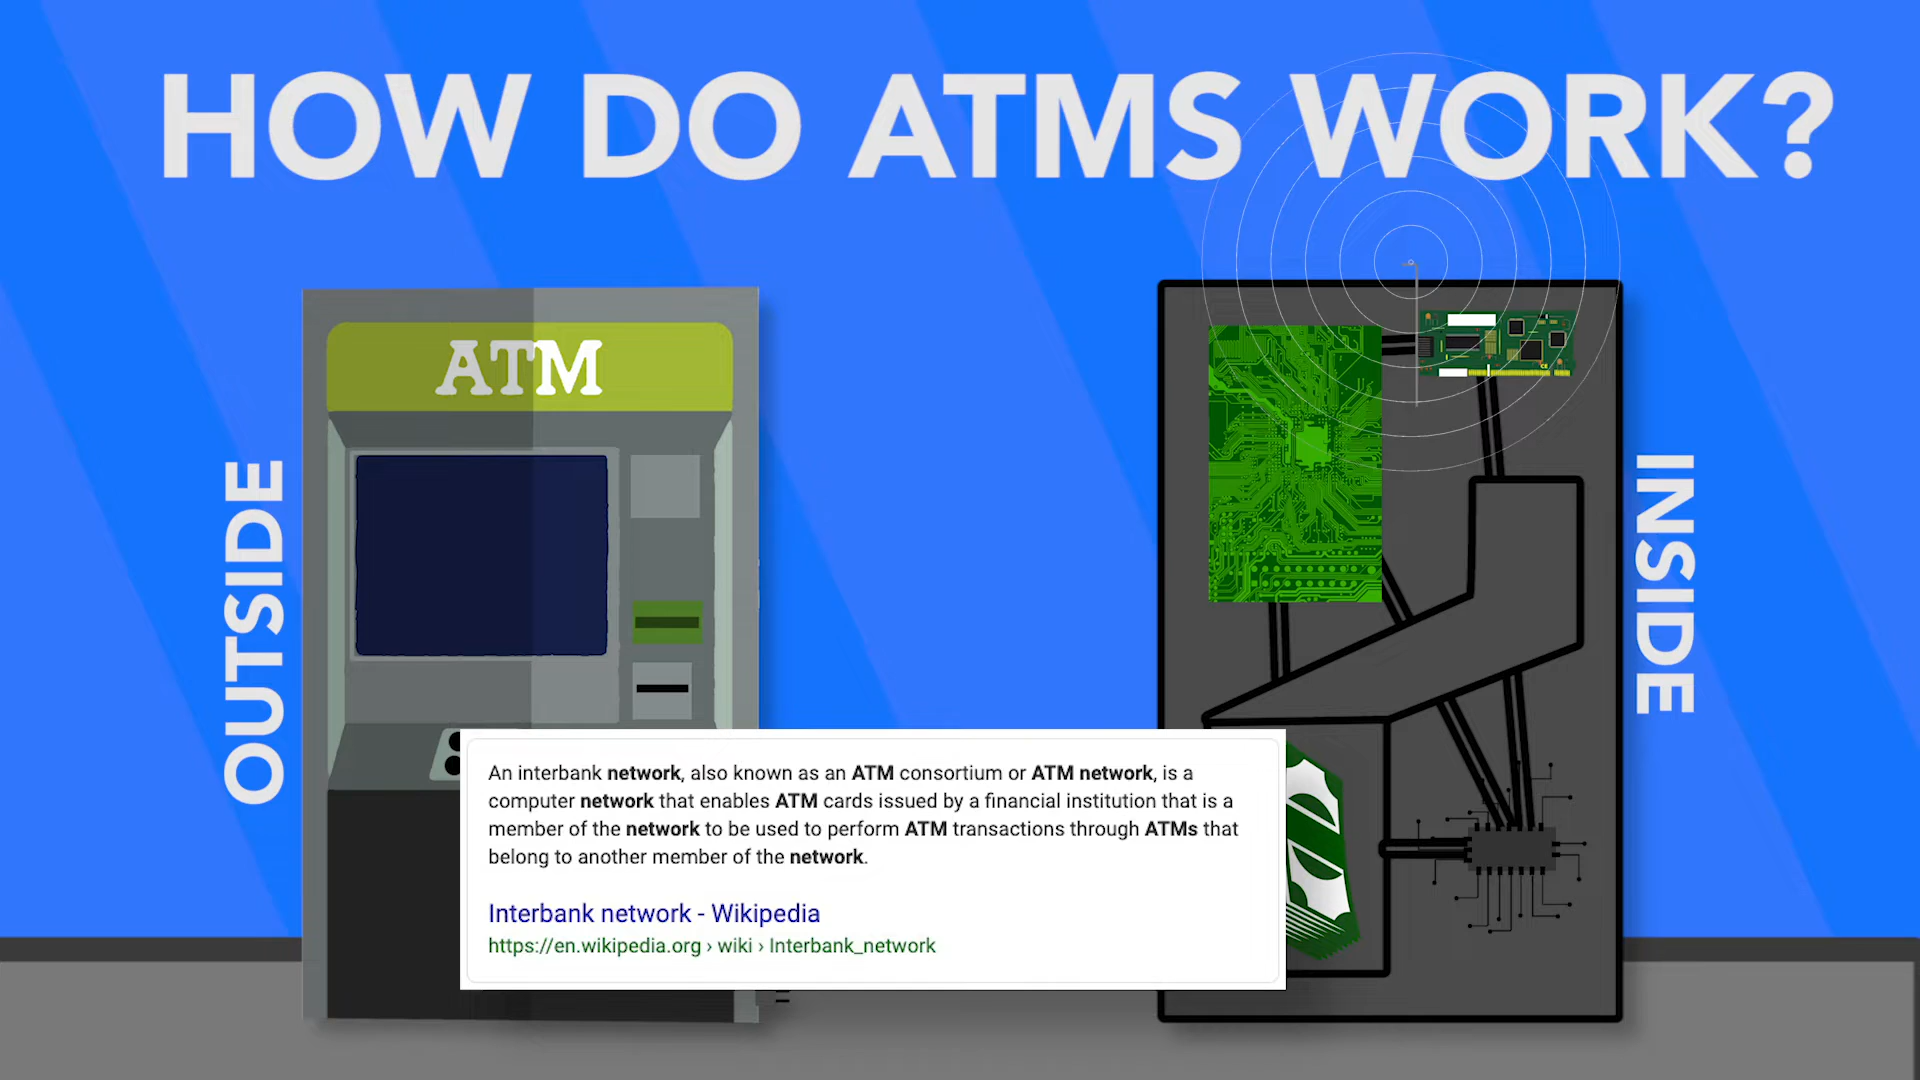 HOW DO ATMS WORK?
ATM
OUTSIDE
INSIDE
An interbank network, also known as an ATM consortium or ATM network, is a
computer network that enables ATM cards issued by a financial institution that is a
member of the network to be used to perform ATM transactions through ATMs that
belong to another member of the network.
Interbank network - Wikipedia
https://en.wikipedia.org › wiki › Interbank_network